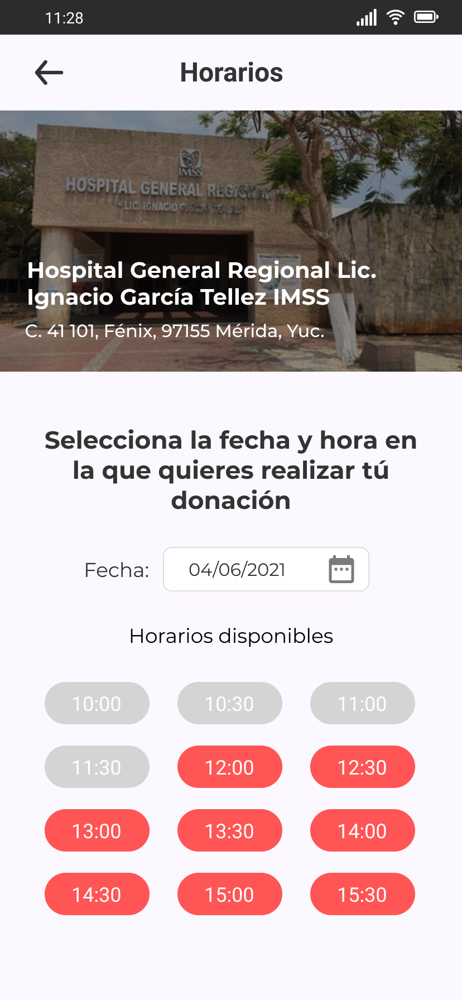 11:28
Horarios
IMSS
HOSPITAL GENERAL REGIONAL
LIC. IGNACIO
Hospital General Regional Lic.
Ignacio García Tellez IMSS
C. 41 101, Fénix, 97155 Mérida, Yuc.
Selecciona la fecha y hora en
la que quieres realizar tú
donación
Fecha: 04/06/2021
Horarios disponibles
10:00 10:30 11:00
11:30 12:00 12:30
13:00 13:30 14:00
14:30 15:00 15:30